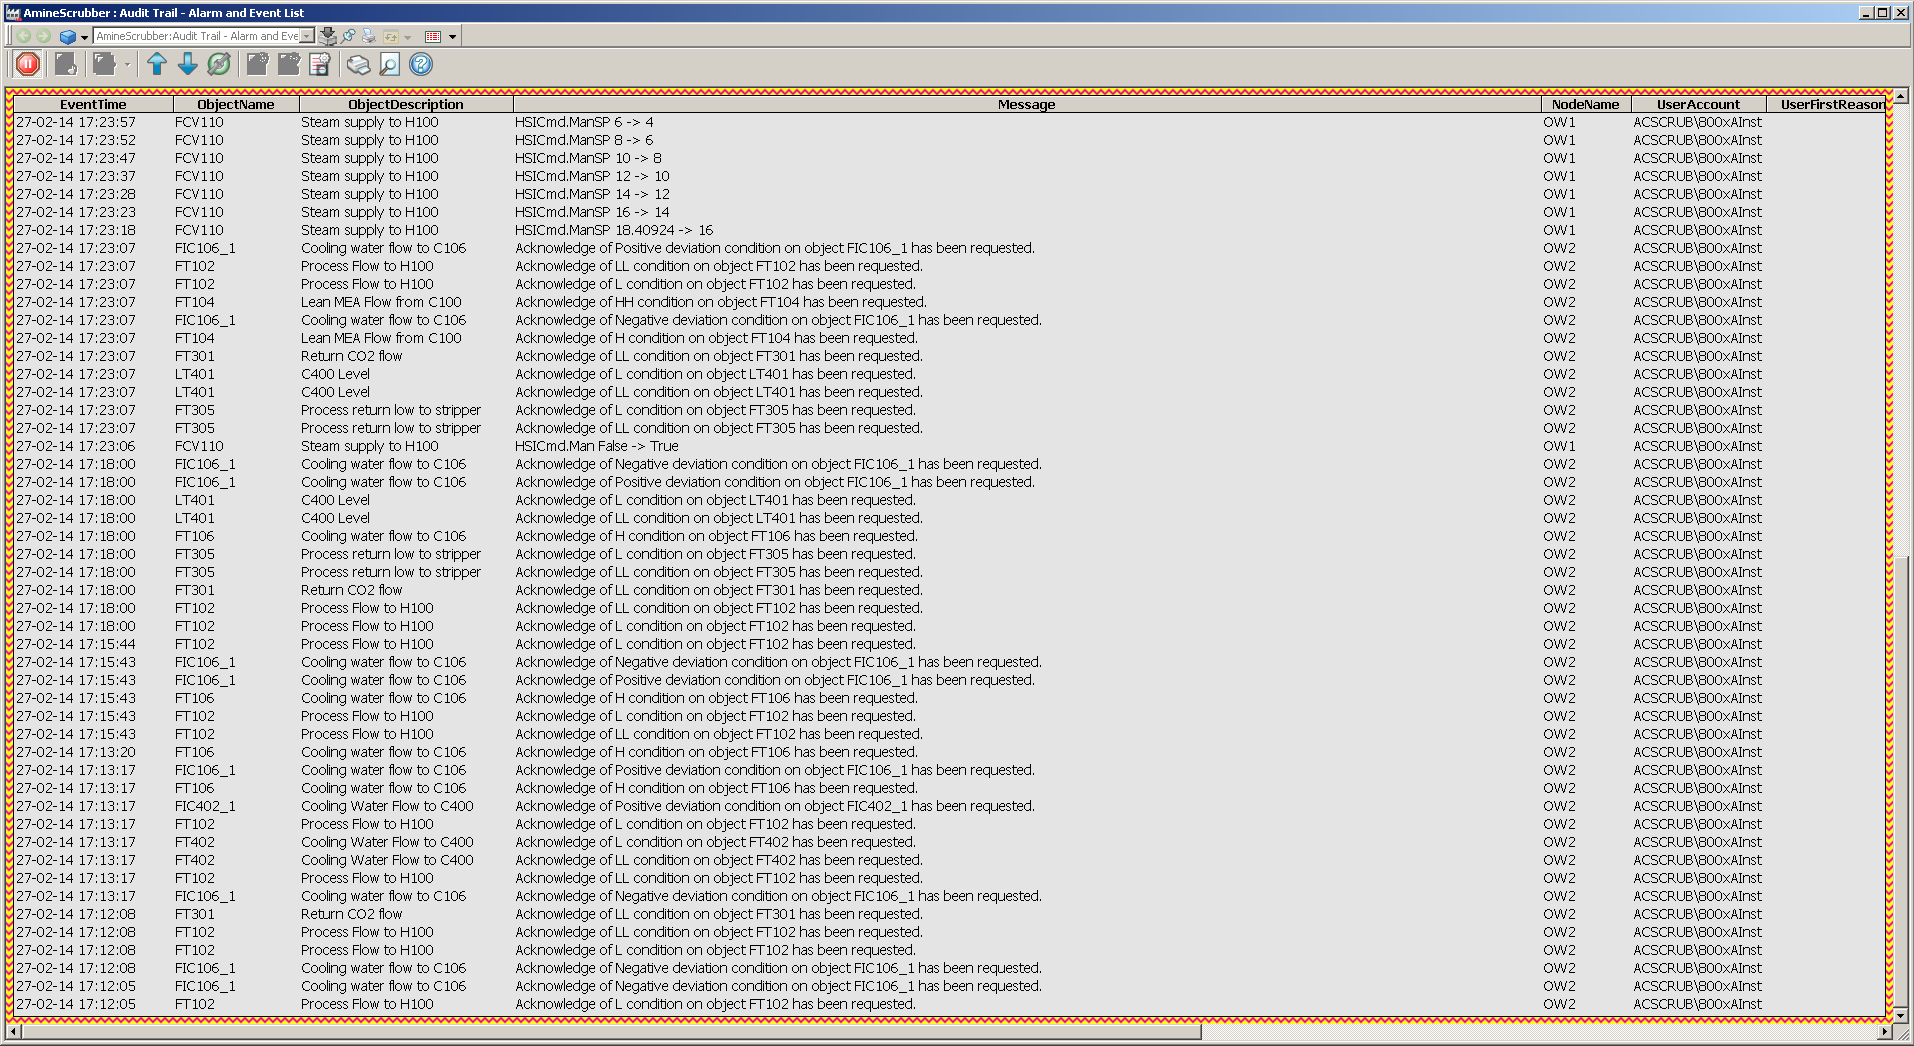 AmineScrubber : Audit Trail - Alarm and Event List
AmineScrubber:Audit Trail - Alarm and Eve
EventTime ObjectName ObjectDescription Message NodeName UserAccount UserFirstReason
27-02-14 17:23:57 FCV110 Steam supply to H100 HSICmd.ManSP 6 -> 4 OW1 ACSCRUB\800xAInst
27-02-14 17:23:52 FCV110 Steam supply to H100 HSICmd.ManSP 8 -> 6 OW1 ACSCRUB\800xAInst
27-02-14 17:23:47 FCV110 Steam supply to H100 HSICmd.ManSP 10 -> 8 OW1 ACSCRUB\800xAInst
27-02-14 17:23:37 FCV110 Steam supply to H100 HSICmd.ManSP 12 -> 10 OW1 ACSCRUB\800xAInst
27-02-14 17:23:28 FCV110 Steam supply to H100 HSICmd.ManSP 14 -> 12 OW1 ACSCRUB\800xAInst
27-02-14 17:23:23 FCV110 Steam supply to H100 HSICmd.ManSP 16 -> 14 OW1 ACSCRUB\800xAInst
27-02-14 17:23:18 FCV110 Steam supply to H100 HSICmd.ManSP 18.40924 -> 16 OW1 ACSCRUB\800xAInst
27-02-14 17:23:07 FIC106_1 Cooling water flow to C106 Acknowledge of Positive deviation condition on object FIC106_1 has been requested. OW2 ACSCRUB\800xAInst
27-02-14 17:23:07 FT102 Process Flow to H100 Acknowledge of LL condition on object FT102 has been requested. OW2 ACSCRUB\800xAInst
27-02-14 17:23:07 FT102 Process Flow to H100 Acknowledge of L condition on object FT102 has been requested. OW2 ACSCRUB\800xAInst
27-02-14 17:23:07 FT104 Lean MEA Flow from C100 Acknowledge of HH condition on object FT104 has been requested. OW2 ACSCRUB\800xAInst
27-02-14 17:23:07 FIC106_1 Cooling water flow to C106 Acknowledge of Negative deviation condition on object FIC106_1 has been requested. OW2 ACSCRUB\800xAInst
27-02-14 17:23:07 FT104 Lean MEA Flow from C100 Acknowledge of H condition on object FT104 has been requested. OW2 ACSCRUB\800xAInst
27-02-14 17:23:07 FT301 Return CO2 flow Acknowledge of LL condition on object FT301 has been requested. OW2 ACSCRUB\800xAInst
27-02-14 17:23:07 LT401 C400 Level Acknowledge of L condition on object LT401 has been requested. OW2 ACSCRUB\800xAInst
27-02-14 17:23:07 LT401 C400 Level Acknowledge of LL condition on object LT401 has been requested. OW2 ACSCRUB\800xAInst
27-02-14 17:23:07 FT305 Process return low to stripper Acknowledge of L condition on object FT305 has been requested. OW2 ACSCRUB\800xAInst
27-02-14 17:23:07 FT305 Process return low to stripper Acknowledge of LL condition on object FT305 has been requested. OW2 ACSCRUB\800xAInst
27-02-14 17:23:06 FCV110 Steam supply to H100 HSICmd.Man False -> True OW1 ACSCRUB\800xAInst
27-02-14 17:18:00 FIC106_1 Cooling water flow to C106 Acknowledge of Negative deviation condition on object FIC106_1 has been requested. OW2 ACSCRUB\800xAInst
27-02-14 17:18:00 FIC106_1 Cooling water flow to C106 Acknowledge of Positive deviation condition on object FIC106_1 has been requested. OW2 ACSCRUB\800xAInst
27-02-14 17:18:00 LT401 C400 Level Acknowledge of L condition on object LT401 has been requested. OW2 ACSCRUB\800xAInst
27-02-14 17:18:00 LT401 C400 Level Acknowledge of LL condition on object LT401 has been requested. OW2 ACSCRUB\800xAInst
27-02-14 17:18:00 FT106 Cooling water flow to C106 Acknowledge of H condition on object FT106 has been requested. OW2 ACSCRUB\800xAInst
27-02-14 17:18:00 FT305 Process return low to stripper Acknowledge of L condition on object FT305 has been requested. OW2 ACSCRUB\800xAInst
27-02-14 17:18:00 FT305 Process return low to stripper Acknowledge of LL condition on object FT305 has been requested. OW2 ACSCRUB\800xAInst
27-02-14 17:18:00 FT301 Return CO2 flow Acknowledge of LL condition on object FT301 has been requested. OW2 ACSCRUB\800xAInst
27-02-14 17:18:00 FT102 Process Flow to H100 Acknowledge of LL condition on object FT102 has been requested. OW2 ACSCRUB\800xAInst
27-02-14 17:18:00 FT102 Process Flow to H100 Acknowledge of L condition on object FT102 has been requested. OW2 ACSCRUB\800xAInst
27-02-14 17:15:44 FT102 Process Flow to H100 Acknowledge of L condition on object FT102 has been requested. OW2 ACSCRUB\800xAInst
27-02-14 17:15:43 FIC106_1 Cooling water flow to C106 Acknowledge of Negative deviation condition on object FIC106_1 has been requested. OW2 ACSCRUB\800xAInst
27-02-14 17:15:43 FIC106_1 Cooling water flow to C106 Acknowledge of Positive deviation condition on object FIC106_1 has been requested. OW2 ACSCRUB\800xAInst
27-02-14 17:15:43 FT106 Cooling water flow to C106 Acknowledge of H condition on object FT106 has been requested. OW2 ACSCRUB\800xAInst
27-02-14 17:15:43 FT102 Process Flow to H100 Acknowledge of L condition on object FT102 has been requested. OW2 ACSCRUB\800xAInst
27-02-14 17:15:43 FT102 Process Flow to H100 Acknowledge of LL condition on object FT102 has been requested. OW2 ACSCRUB\800xAInst
27-02-14 17:13:20 FT106 Cooling water flow to C106 Acknowledge of H condition on object FT106 has been requested. OW2 ACSCRUB\800xAInst
27-02-14 17:13:17 FIC106_1 Cooling water flow to C106 Acknowledge of Positive deviation condition on object FIC106_1 has been requested. OW2 ACSCRUB\800xAInst
27-02-14 17:13:17 FT106 Cooling water flow to C106 Acknowledge of H condition on object FT106 has been requested. OW2 ACSCRUB\800xAInst
27-02-14 17:13:17 FIC402_1 Cooling Water Flow to C400 Acknowledge of Positive deviation condition on object FIC402_1 has been requested. OW2 ACSCRUB\800xAInst
27-02-14 17:13:17 FT102 Process Flow to H100 Acknowledge of L condition on object FT102 has been requested. OW2 ACSCRUB\800xAInst
27-02-14 17:13:17 FT402 Cooling Water Flow to C400 Acknowledge of L condition on object FT402 has been requested. OW2 ACSCRUB\800xAInst
27-02-14 17:13:17 FT402 Cooling Water Flow to C400 Acknowledge of LL condition on object FT402 has been requested. OW2 ACSCRUB\800xAInst
27-02-14 17:13:17 FT102 Process Flow to H100 Acknowledge of LL condition on object FT102 has been requested. OW2 ACSCRUB\800xAInst
27-02-14 17:13:17 FIC106_1 Cooling water flow to C106 Acknowledge of Negative deviation condition on object FIC106_1 has been requested. OW2 ACSCRUB\800xAInst
27-02-14 17:12:08 FT301 Return CO2 flow Acknowledge of LL condition on object FT301 has been requested. OW2 ACSCRUB\800xAInst
27-02-14 17:12:08 FT102 Process Flow to H100 Acknowledge of LL condition on object FT102 has been requested. OW2 ACSCRUB\800xAInst
27-02-14 17:12:08 FT102 Process Flow to H100 Acknowledge of L condition on object FT102 has been requested. OW2 ACSCRUB\800xAInst
27-02-14 17:12:08 FIC106_1 Cooling water flow to C106 Acknowledge of Negative deviation condition on object FIC106_1 has been requested. OW2 ACSCRUB\800xAInst
27-02-14 17:12:05 FIC106_1 Cooling water flow to C106 Acknowledge of Negative deviation condition on object FIC106_1 has been requested. OW2 ACSCRUB\800xAInst
27-02-14 17:12:05 FT102 Process Flow to H100 Acknowledge of L condition on object FT102 has been requested. OW2 ACSCRUB\800xAInst